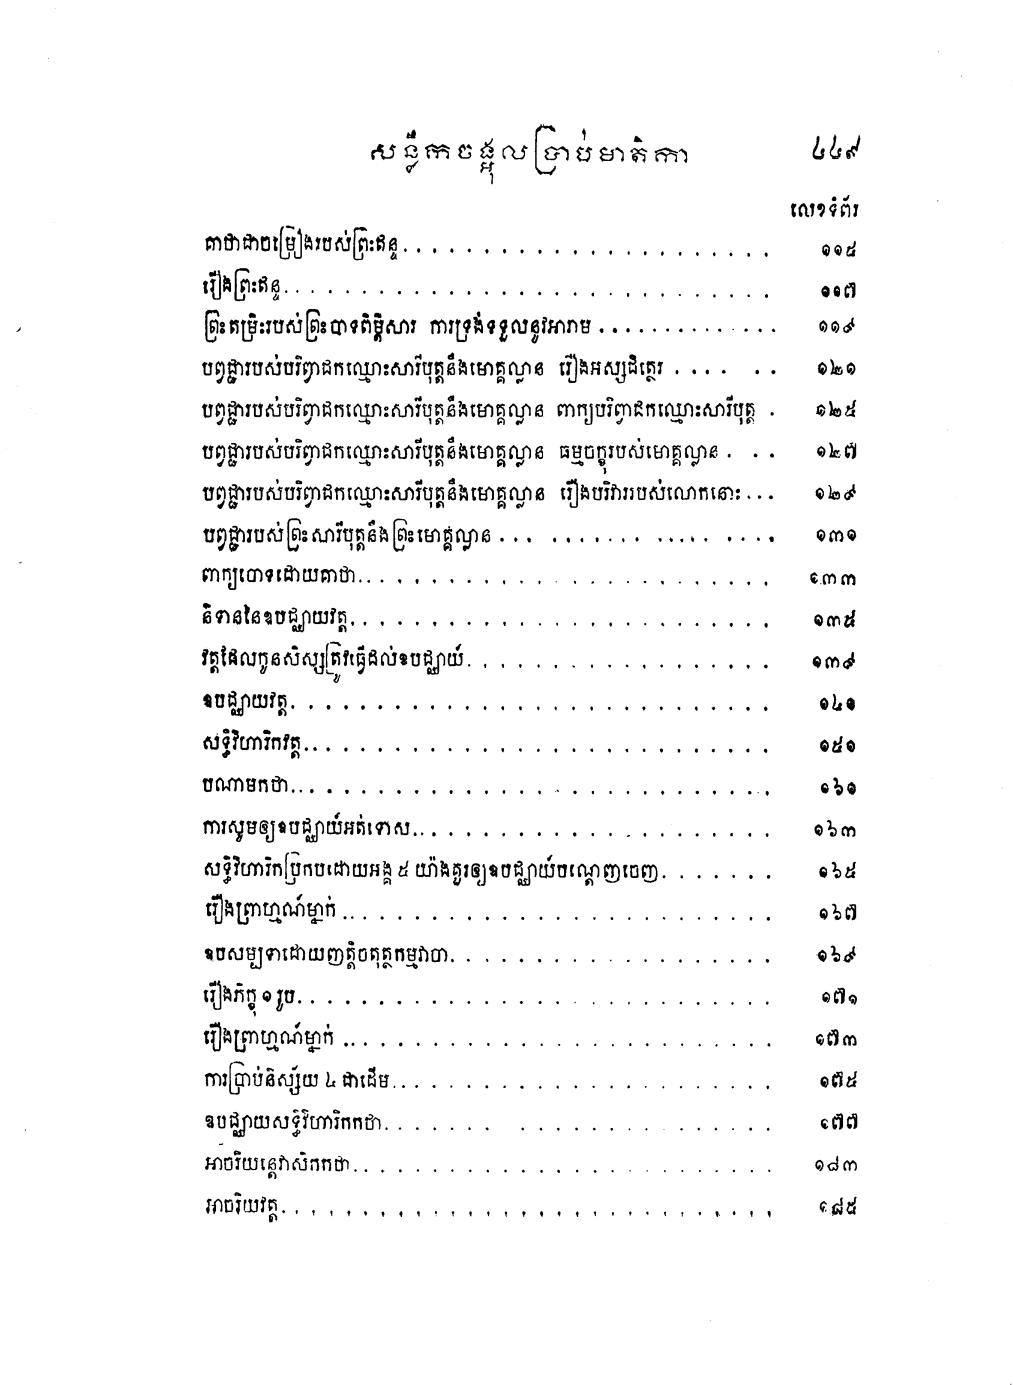 សន្លឹកចង្អុលប្រាប់មាតិកា ៤៤៩
លេខទំព័រ
គាថាជាចម្រៀងរបស់ព្រះឥន្ទ. . . . . . . . . . . . . . . . . . . . . ១១៥
រឿងព្រះឥន្ទ. . . . . . . . . . . . . . . . . . . . . . . . . . . ១១៧
ព្រះតម្រិះរបស់ព្រះបាទពិម្ពិសារ ការទ្រង់ទទួលនូវអារាម . . . . . . . . . . . . . ១១៩
បព្វជ្ជារបស់បរិព្វាជកឈ្មោះសារីបុត្តនឹងមោគ្គល្លាន រឿងអស្សជិត្ថេរ . . . . . . ១២១
បព្វជ្ជារបស់បរិព្វាជកឈ្មោះសារីបុត្តនឹងមោគ្គល្លាន ពាក្យបរិព្វាជកឈ្មោះសារីបុត្ត . ១២៥
បព្វជ្ជារបស់បរិព្វាជកឈ្មោះសារីបុត្តនឹងមោគ្គល្លាន ធម្មចក្ខុរបស់មោគ្គល្លាន . . . ១២៧
បព្វជ្ជារបស់បរិព្វាជកឈ្មោះសារីបុត្តនឹងមោគ្គល្លាន រឿងបរិវាររបស់លោកនោះ . . . ១២៩
បព្វជ្ជារបស់ព្រះសារីបុត្តនឹងព្រះមោគ្គល្លាន . . . . . . . . . . . . . . . . . . . ១៣១
ពាក្យចោទដោយគាថា. . . . . . . . . . . . . . . . . . . . . . . ១៣៣
និទាននៃឧបជ្ឈាយវត្ត. . . . . . . . . . . . . . . . . . . . . . . . ១៣៥
វត្តដែលកូនសិស្សត្រូវធ្វើដល់ឧបជ្ឈាយ៍. . . . . . . . . . . . . . . . . ១៣៩
ឧបជ្ឈាយវត្ត. . . . . . . . . . . . . . . . . . . . . . . . . . . ១៤១
សទ្ធិវិហារិកវត្ត. . . . . . . . . . . . . . . . . . . . . . . . . . ១៥១
បណាមកថា. . . . . . . . . . . . . . . . . . . . . . . . . . . ១៦១
ការសូមឲ្យឧបជ្ឈាយ៍អត់ទោស. . . . . . . . . . . . . . . . . . . . ១៦៣
សទ្ធិវិហារិកប្រកបដោយអង្គ ៥ យ៉ាងគួរឲ្យឧបជ្ឈាយ៍បណ្តេញចេញ. . . . . . . ១៦៥
រឿងព្រាហ្មណ៍ម្នាក់ . . . . . . . . . . . . . . . . . . . . . . . . ១៦៧
ឧបសម្បទាដោយញត្តិចតុត្ថកម្មវាចា. . . . . . . . . . . . . . . . . . ១៦៩
រឿងភិក្ខុ ១ រូប. . . . . . . . . . . . . . . . . . . . . . . . . . ១៧១
រឿងព្រាហ្មណ៍ម្នាក់ . . . . . . . . . . . . . . . . . . . . . . . . ១៧៣
ការប្រាប់និស្ស័យ ៤ ជាដើម. . . . . . . . . . . . . . . . . . . . . ១៧៥
ឧបជ្ឈាយសទ្ធិវិហារិកកថា. . . . . . . . . . . . . . . . . . . . . ១៧៧
អាចរិយន្តេវាសិកកថា. . . . . . . . . . . . . . . . . . . . . . . ១៨៣
អាចរិយវត្ត. . . . . . . . . . . . . . . . . . . . . . . . . . . ១៨៥